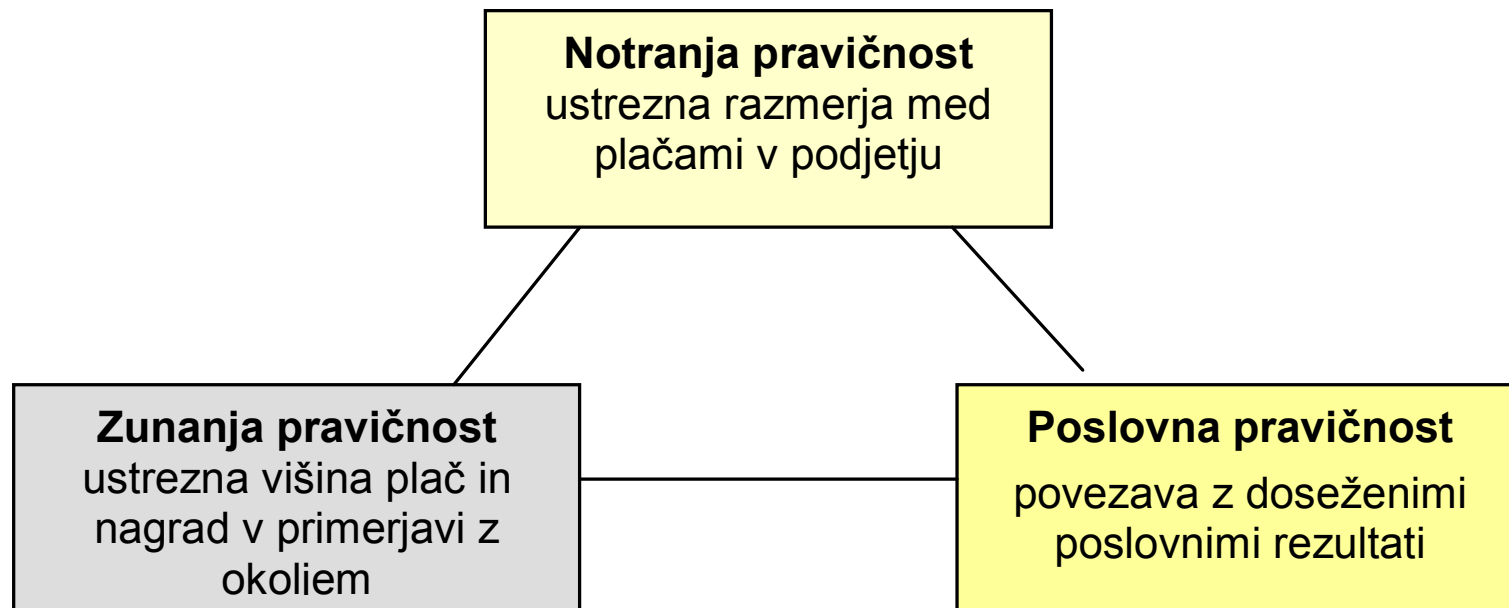 Notranja pravičnost
ustrezna razmerja med
plačami v podjetju
Zunanja pravičnost
ustrezna višina plač in
nagrad v primerjavi z
okoljem
Poslovna pravičnost
povezava z doseženimi
poslovnimi rezultati